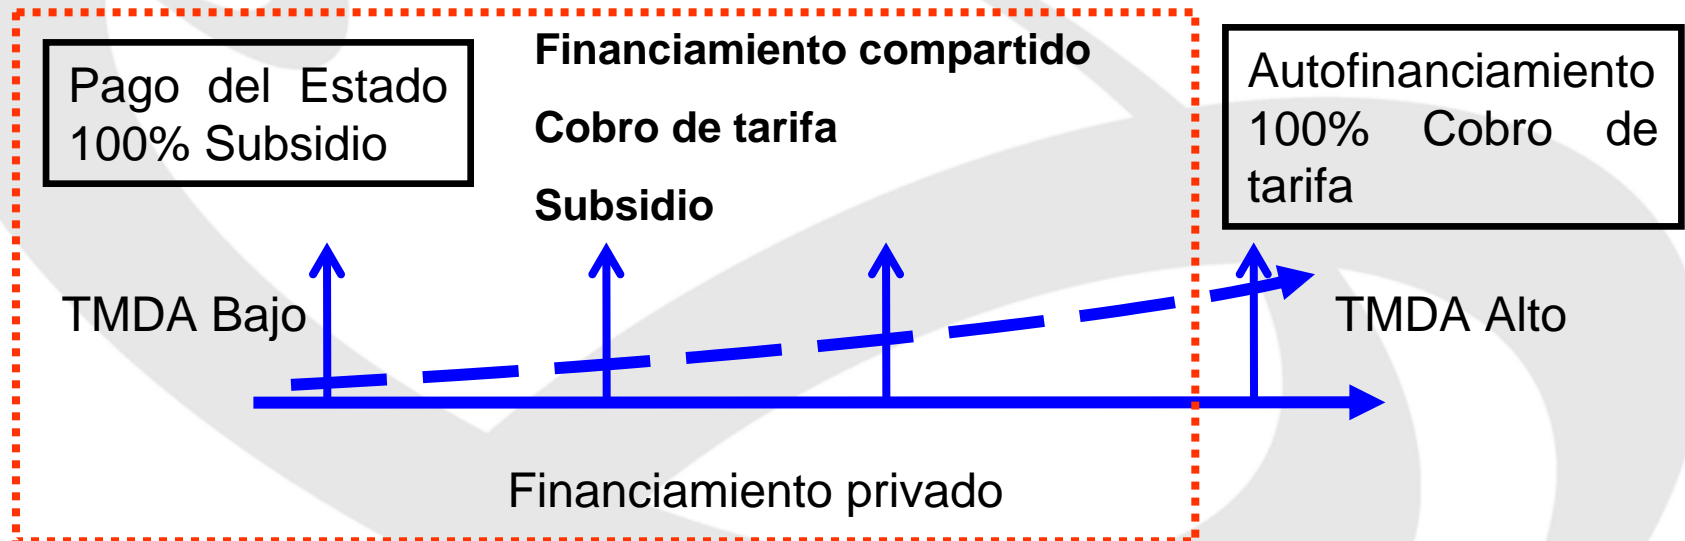 Pago del Estado
100% Subsidio
Financiamiento compartido
Cobro de tarifa
Subsidio
Autofinanciamiento
100% Cobro de
tarifa
TMDA Bajo
TMDA Alto
Financiamiento privado